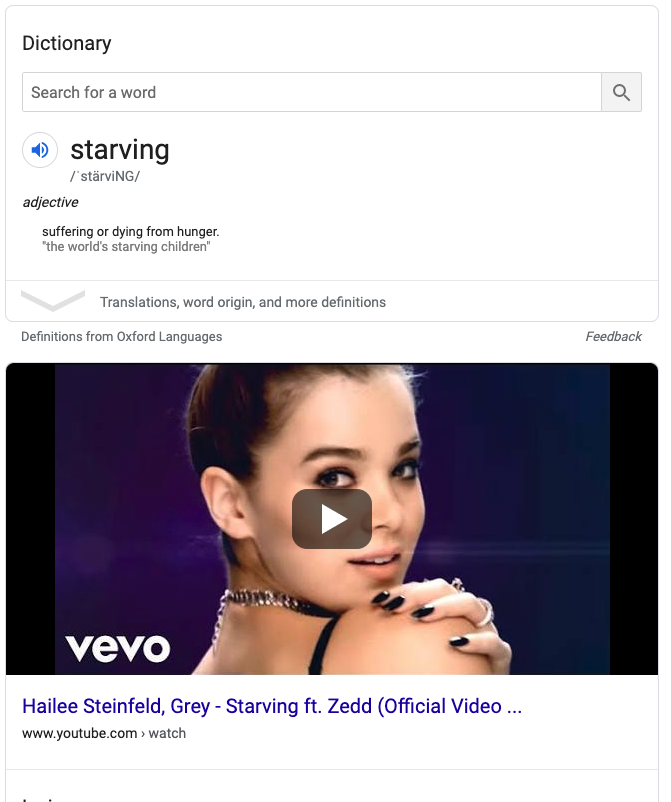 Dictionary
Search for a word
starving
/ˈstärviNG/
adjective
suffering or dying from hunger.
"the world's starving children"
Translations, word origin, and more definitions
Definitions from Oxford Languages
Feedback
vevo
Hailee Steinfeld, Grey - Starving ft. Zedd (Official Video ...
www.youtube.com › watch